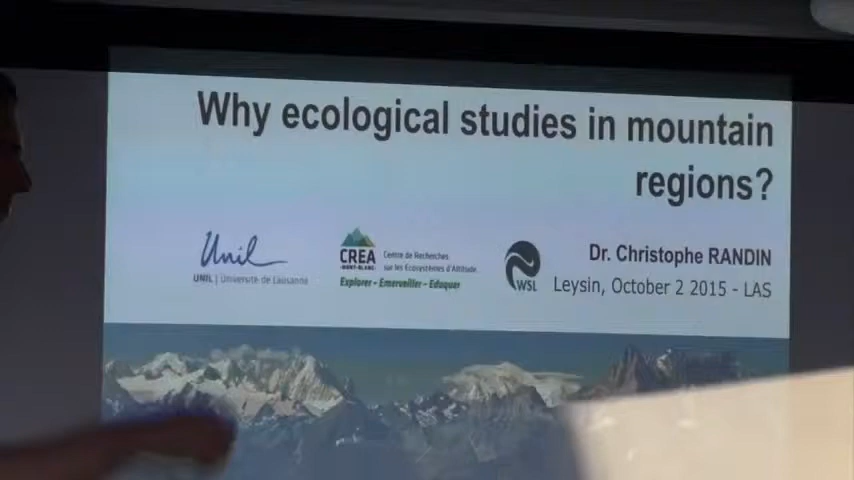 Why ecological studies in mountain
regions?
Unil
UNIL | Université de Lausanne
CREA
MONT-BLANC
Centre de Recherches
sur les Ecosystèmes d'Altitude
Explorer - Emerveiller - Eduquer
WSL
Dr. Christophe RANDIN
Leysin, October 2 2015 - LAS